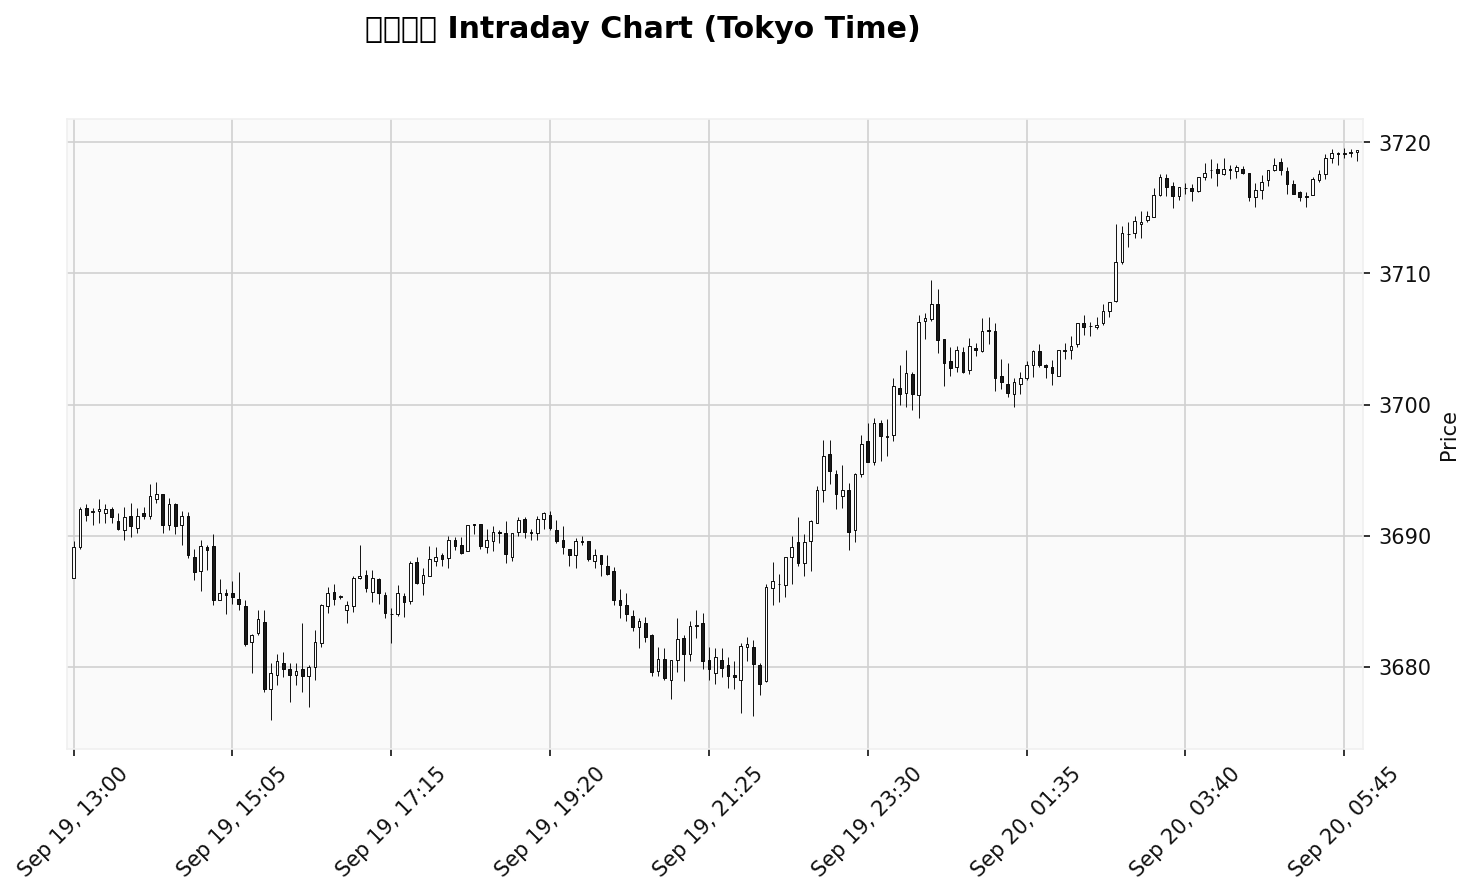 Intraday Chart (Tokyo Time)
3720
3710
3700
3690
3680
Price
Sep 19, 13:00
Sep 19, 15:05
Sep 19, 17:15
Sep 19, 19:20
Sep 19, 21:25
Sep 19, 23:30
Sep 20, 01:35
Sep 20, 03:40
Sep 20, 05:45